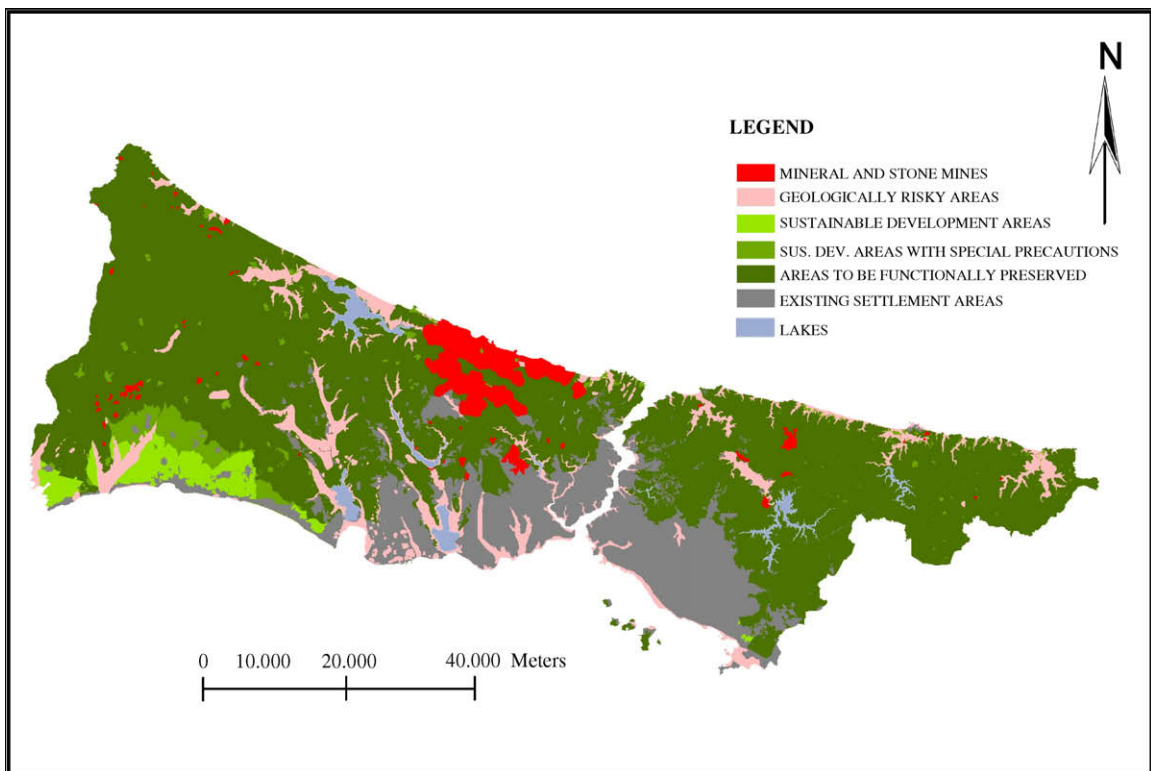 N
LEGEND
MINERAL AND STONE MINES
GEOLOGICALLY RISKY AREAS
SUSTAINABLE DEVELOPMENT AREAS
SUS. DEV. AREAS WITH SPECIAL PRECAUTIONS
AREAS TO BE FUNCTIONALLY PRESERVED
EXISTING SETTLEMENT AREAS
LAKES
0 10.000 20.000 40.000 Meters